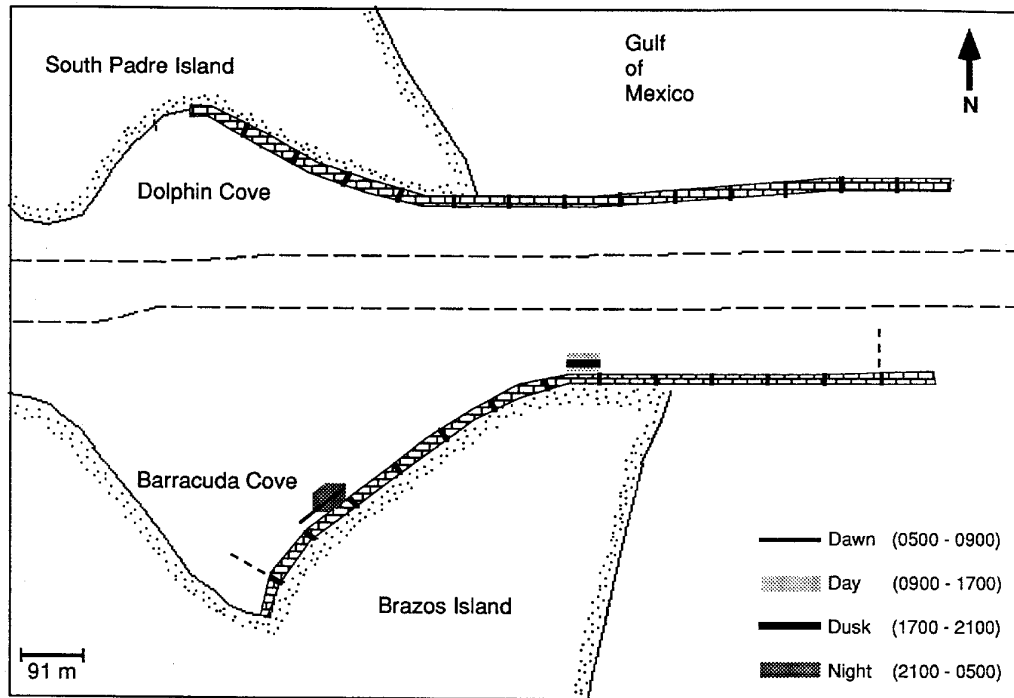 South Padre Island
Gulf
of
Mexico
N
Dolphin Cove
Barracuda Cove
Brazos Island
Dawn (0500 - 0900)
Day (0900 - 1700)
Dusk (1700 - 2100)
Night (2100 - 0500)
91 m